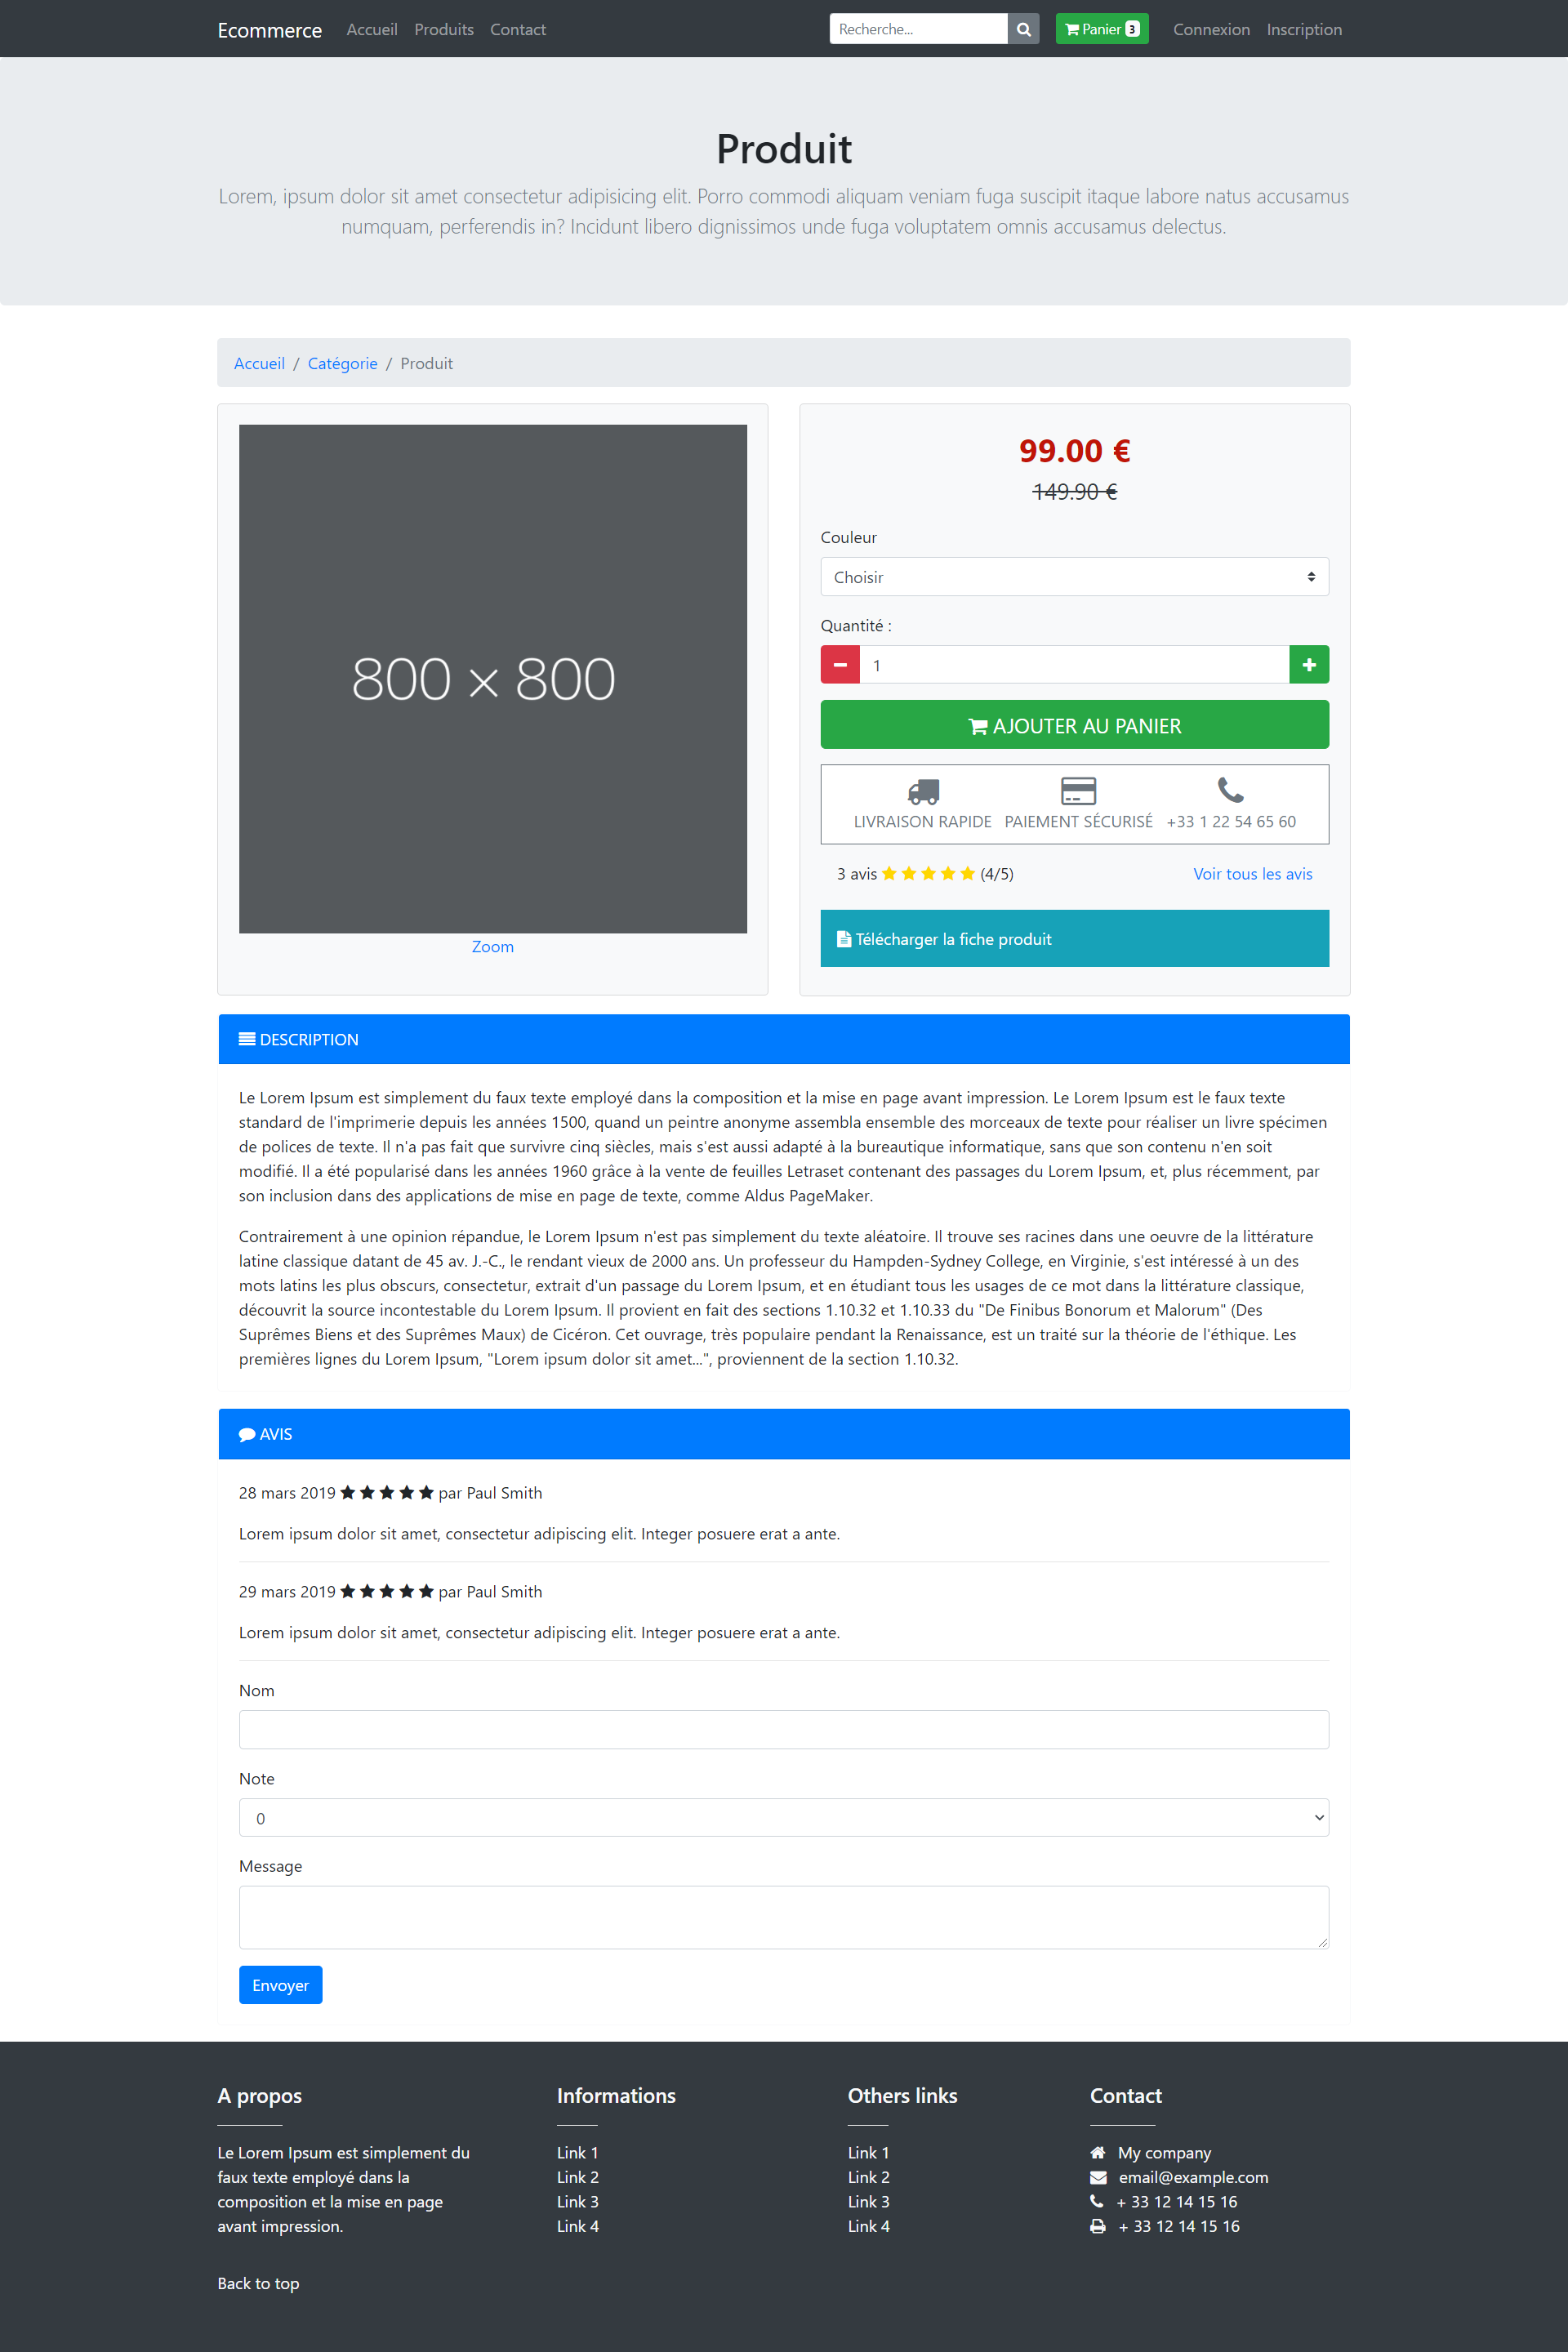 Ecommerce Accueil Produits Contact Recherche... Panier 3 Connexion Inscription
Produit
Lorem, ipsum dolor sit amet consectetur adipisicing elit. Porro commodi aliquam veniam fuga suscipit itaque labore natus accusamus
numquam, perferendis in? Incidunt libero dignissimos unde fuga voluptatem omnis accusamus delectus.
Accueil / Catégorie / Produit
800 × 800
Zoom
99.00 €
149.90 €
Couleur
Choisir
Quantité :
1
AJOUTER AU PANIER
LIVRAISON RAPIDE PAIEMENT SÉCURISÉ +33 1 22 54 65 60
3 avis (4/5) Voir tous les avis
Télécharger la fiche produit
DESCRIPTION
Le Lorem Ipsum est simplement du faux texte employé dans la composition et la mise en page avant impression. Le Lorem Ipsum est le faux texte
standard de l'imprimerie depuis les années 1500, quand un peintre anonyme assembla ensemble des morceaux de texte pour réaliser un livre spécimen
de polices de texte. Il n'a pas fait que survivre cinq siècles, mais s'est aussi adapté à la bureautique informatique, sans que son contenu n'en soit
modifié. Il a été popularisé dans les années 1960 grâce à la vente de feuilles Letraset contenant des passages du Lorem Ipsum, et, plus récemment, par
son inclusion dans des applications de mise en page de texte, comme Aldus PageMaker.
Contrairement à une opinion répandue, le Lorem Ipsum n'est pas simplement du texte aléatoire. Il trouve ses racines dans une oeuvre de la littérature
latine classique datant de 45 av. J.-C., le rendant vieux de 2000 ans. Un professeur du Hampden-Sydney College, en Virginie, s'est intéressé à un des
mots latins les plus obscurs, consectetur, extrait d'un passage du Lorem Ipsum, et en étudiant tous les usages de ce mot dans la littérature classique,
découvrit la source incontestable du Lorem Ipsum. Il provient en fait des sections 1.10.32 et 1.10.33 du "De Finibus Bonorum et Malorum" (Des
Suprêmes Biens et des Suprêmes Maux) de Cicéron. Cet ouvrage, très populaire pendant la Renaissance, est un traité sur la théorie de l'éthique. Les
premières lignes du Lorem Ipsum, "Lorem ipsum dolor sit amet...", proviennent de la section 1.10.32.
AVIS
28 mars 2019 par Paul Smith
Lorem ipsum dolor sit amet, consectetur adipiscing elit. Integer posuere erat a ante.
29 mars 2019 par Paul Smith
Lorem ipsum dolor sit amet, consectetur adipiscing elit. Integer posuere erat a ante.
Nom
Note
0
Message
Envoyer
A propos
Le Lorem Ipsum est simplement du
faux texte employé dans la
composition et la mise en page
avant impression.
Informations
Link 1
Link 2
Link 3
Link 4
Others links
Link 1
Link 2
Link 3
Link 4
Contact
My company
email@example.com
+ 33 12 14 15 16
+ 33 12 14 15 16
Back to top